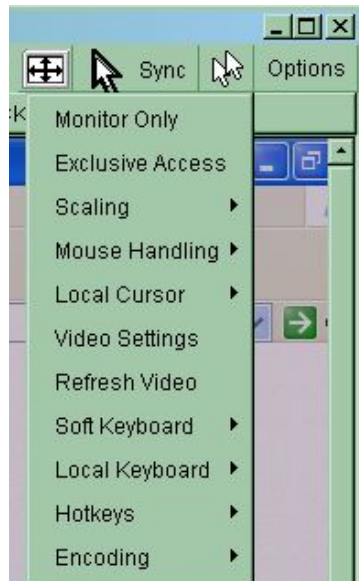 Sync Options
Monitor Only
Exclusive Access
Scaling
Mouse Handling
Local Cursor
Video Settings
Refresh Video
Soft Keyboard
Local Keyboard
Hotkeys
Encoding